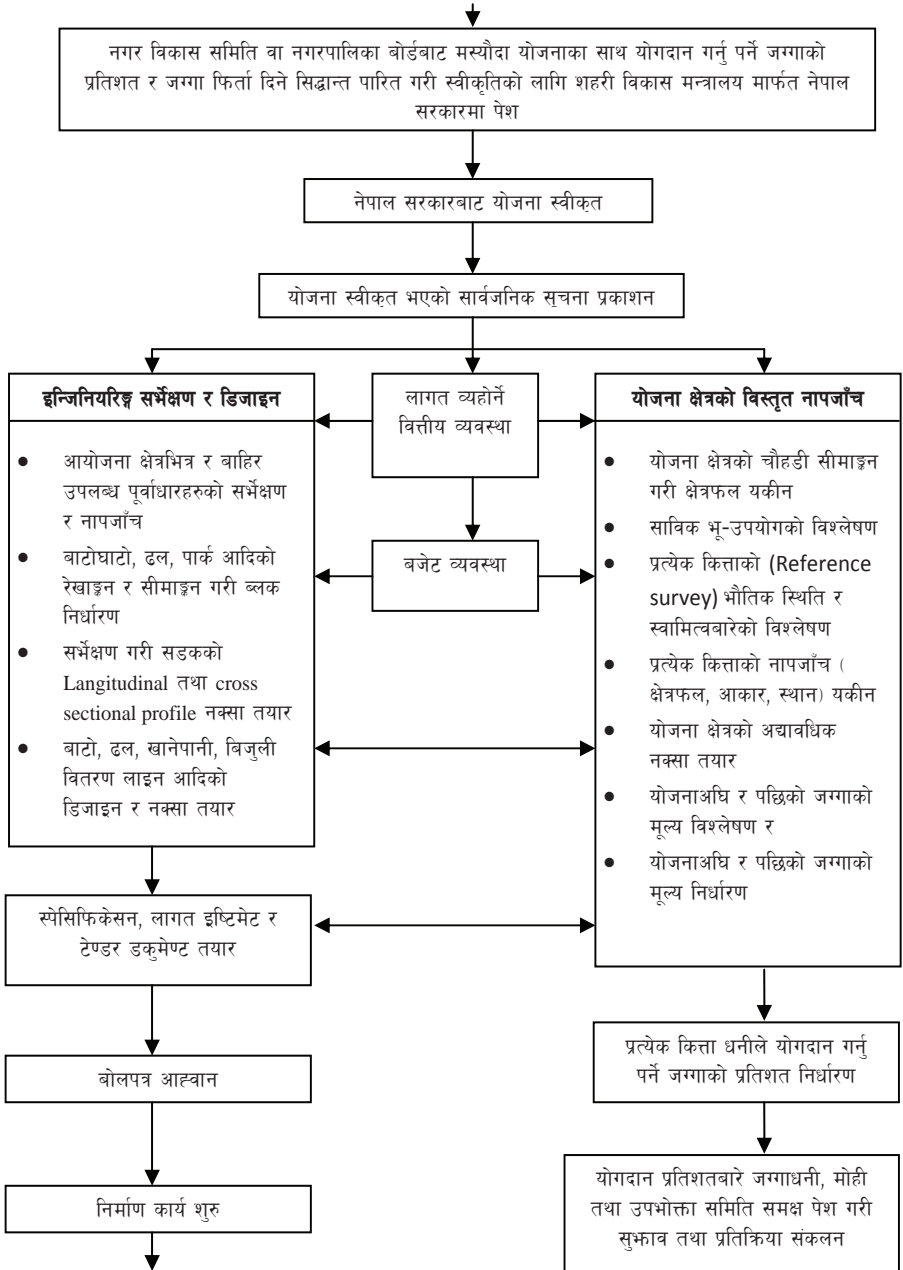 नगर विकास समिति वा नगरपालिका बोर्डबाट मस्यौदा योजनाका साथ योगदान गर्नु पर्ने जग्गाको
प्रतिशत र जग्गा फिर्ता दिने सिद्धान्त पारित गरी स्वीकृतिको लागि शहरी विकास मन्त्रालय मार्फत नेपाल
सरकारमा पेश
नेपाल सरकारबाट योजना स्वीकृत
योजना स्वीकृत भएको सार्वजनिक सूचना प्रकाशन
इन्जिनियरिङ्ग सर्भेक्षण र डिजाइन
● आयोजना क्षेत्रभित्र र बाहिर
उपलब्ध पूर्वाधारहरुको सर्भेक्षण
र नापजाँच
● बाटोघाटो, ढल, पार्क आदिको
रेखाङ्कन र सीमाङ्कन गरी ब्लक
निर्धारण
● सर्भेक्षण गरी सडकको
Langitudinal तथा cross
sectional profile नक्सा तयार
● बाटो, ढल, खानेपानी, बिजुली
वितरण लाइन आदिको
डिजाइन र नक्सा तयार
लागत व्यहोर्ने
वित्तीय व्यवस्था
बजेट व्यवस्था
योजना क्षेत्रको विस्तृत नापजाँच
● योजना क्षेत्रको चौहडी सीमाङ्कन
गरी क्षेत्रफल यकीन
● साविक भू-उपयोगको विश्लेषण
● प्रत्येक कित्ताको (Reference
survey) भौतिक स्थिति र
स्वामित्वबारेको विश्लेषण
● प्रत्येक कित्ताको नापजाँच (
क्षेत्रफल, आकार, स्थान) यकीन
● योजना क्षेत्रको अद्यावधिक
नक्सा तयार
● योजनाअघि र पछिको जग्गाको
मूल्य विश्लेषण र
● योजनाअघि र पछिको जग्गाको
मूल्य निर्धारण
स्पेसिफिकेसन, लागत इष्टिमेट र
टेण्डर डकुमेण्ट तयार
बोलपत्र आह्वान
निर्माण कार्य शुरु
प्रत्येक कित्ता धनीले योगदान गर्नु
पर्ने जग्गाको प्रतिशत निर्धारण
योगदान प्रतिशतबारे जग्गाधनी, मोही
तथा उपभोक्ता समिति समक्ष पेश गरी
सुझाव तथा प्रतिक्रिया संकलन